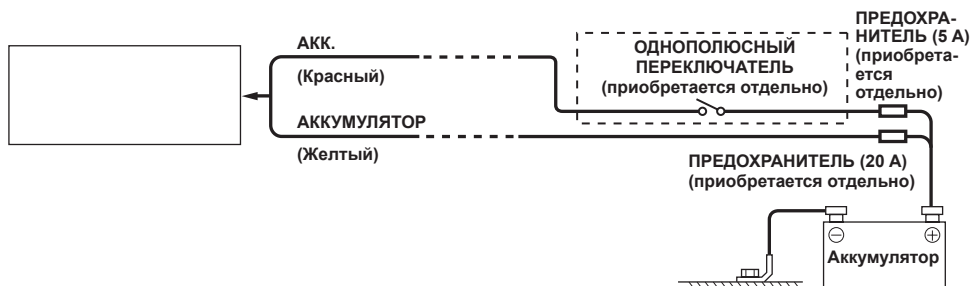 АКК.
(Красный)
АККУМУЛЯТОР
(Желтый)
ОДНОПОЛЮСНЫЙ
ПЕРЕКЛЮЧАТЕЛЬ
(приобретается отдельно)
ПРЕДОХРА-
НИТЕЛЬ (5 А)
(приобрета-
ется
отдельно)
ПРЕДОХРАНИТЕЛЬ (20 А)
(приобретается отдельно)
Аккумулятор